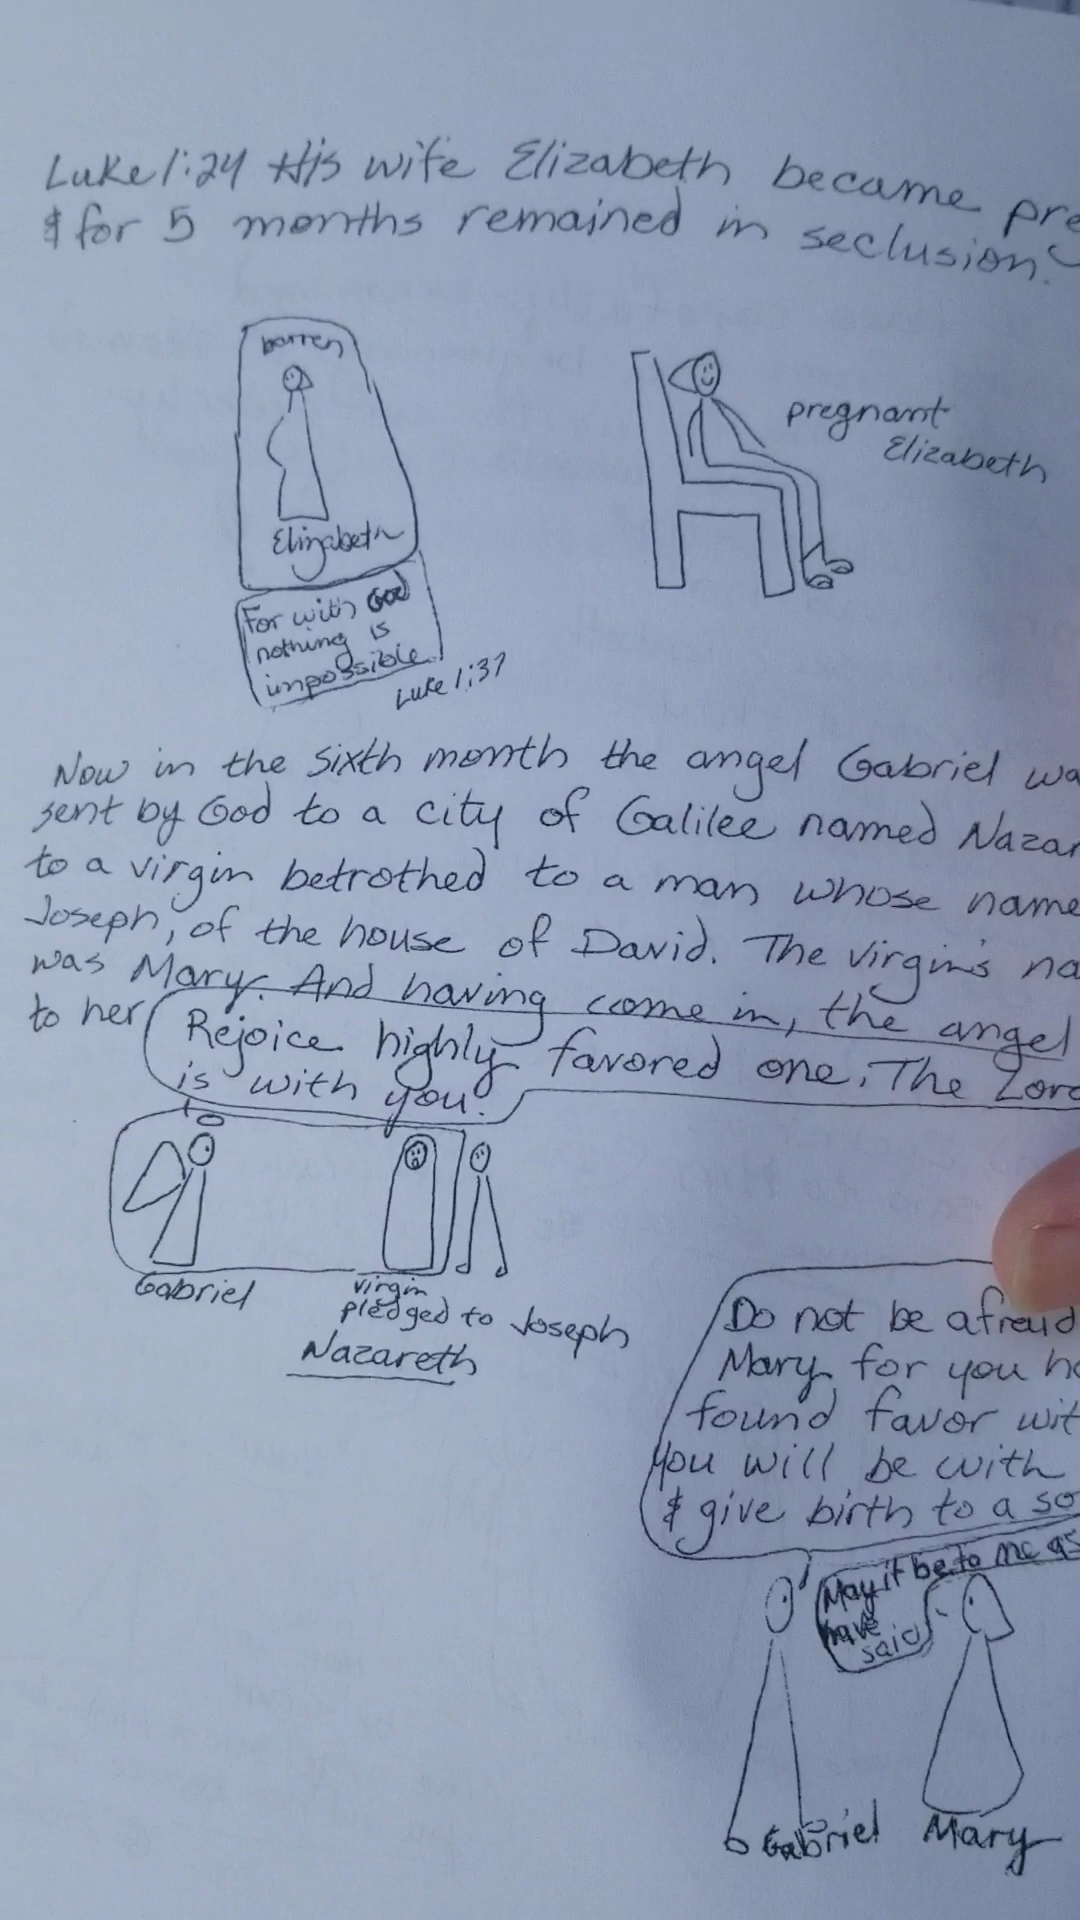 Luke 1:24 His wife Elizabeth became pre
& for 5 months remained in seclusion.
barren
Elizabeth
pregnant
Elizabeth
For with God
nothing is
impossible
Luke 1:37
Now in the sixth month the angel Gabriel wa
sent by God to a city of Galilee named Nazar
to a virgin betrothed to a man whose name
Joseph, of the house of David. The virgin's na
was Mary. And having come in, the angel
to her
Rejoice highly favored one. The Lord
is with you.
Gabriel
virgin
pledged to Joseph
Nazareth
Do not be afraid
Mary for you ha
found favor wit
You will be with
& give birth to a so
May it be to me as
have
said
Gabriel
Mary